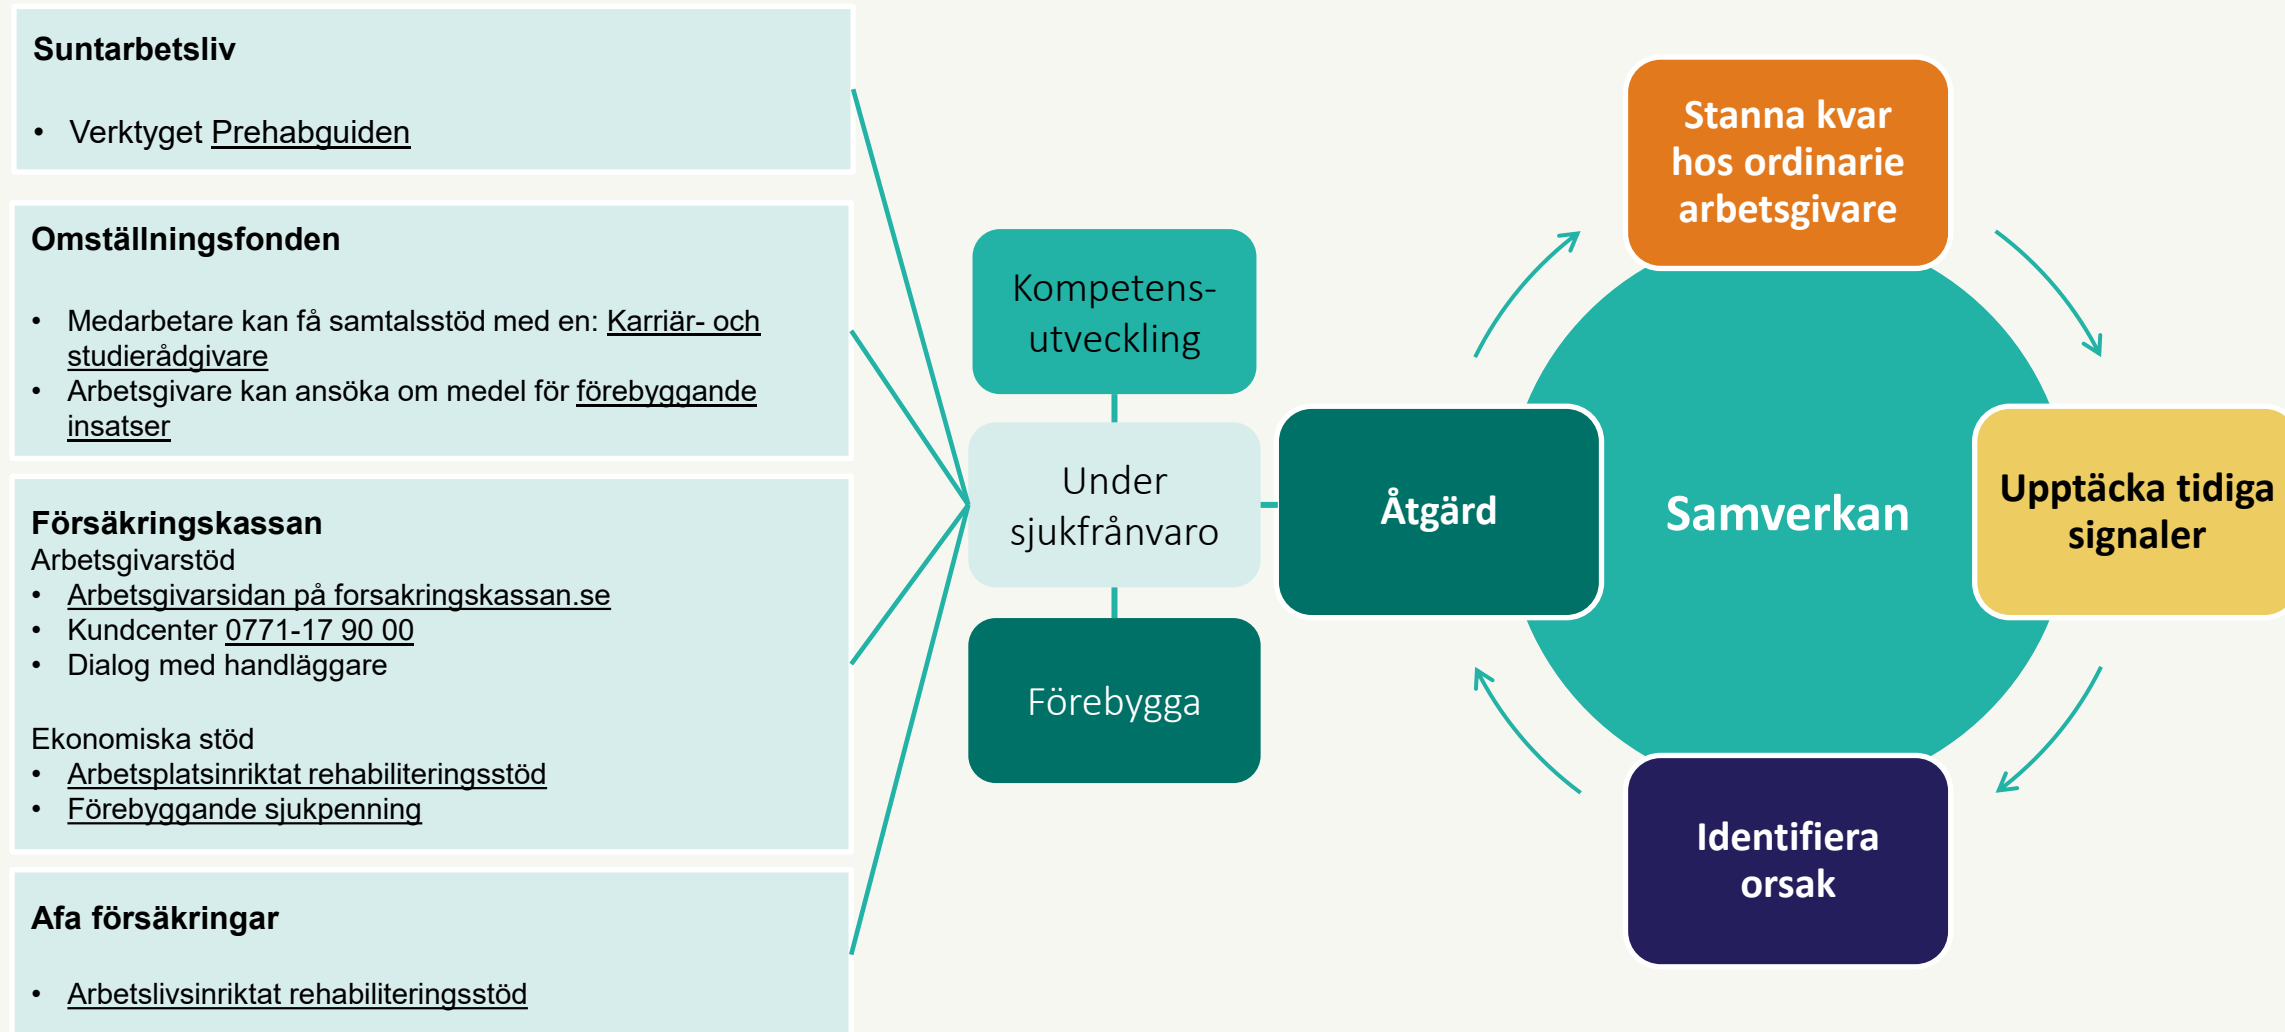 Suntarbetsliv
• Verktyget Prehabguiden
Omställningsfonden
• Medarbetare kan få samtalsstöd med en: Karriär- och
studierådgivare
• Arbetsgivare kan ansöka om medel för förebyggande
insatser
Försäkringskassan
Arbetsgivarstöd
• Arbetsgivarsidan på forsakringskassan.se
• Kundcenter 0771-17 90 00
• Dialog med handläggare
Ekonomiska stöd
• Arbetsplatsinriktat rehabiliteringsstöd
• Förebyggande sjukpenning
Afa försäkringar
• Arbetslivsinriktat rehabiliteringsstöd
Kompetens-
utveckling
Under
sjukfrånvaro
Förebygga
Åtgärd
Stanna kvar
hos ordinarie
arbetsgivare
Samverkan
Upptäcka tidiga
signaler
Identifiera
orsak